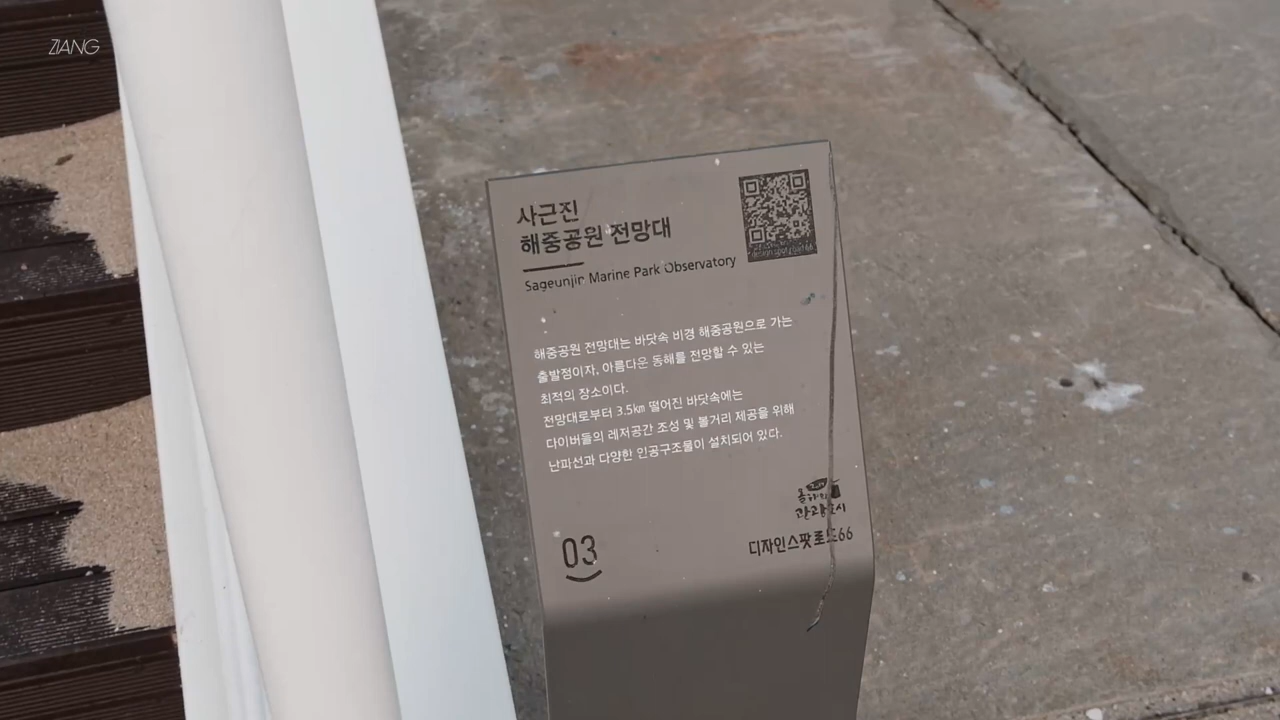 ZIANG
사근진
해중공원 전망대
Sageunjin Marine Park Observatory
해중공원 전망대는 바닷속 비경 해중공원으로 가는
출발점이자, 아름다운 동해를 전망할 수 있는
최적의 장소이다.
전망대로부터 3.5㎞ 떨어진 바닷속에는
다이버들의 레저공간 조성 및 볼거리 제공을 위해
난파선과 다양한 인공구조물이 설치되어 있다.
올해의
관광도시
03
디자인스팟로드66